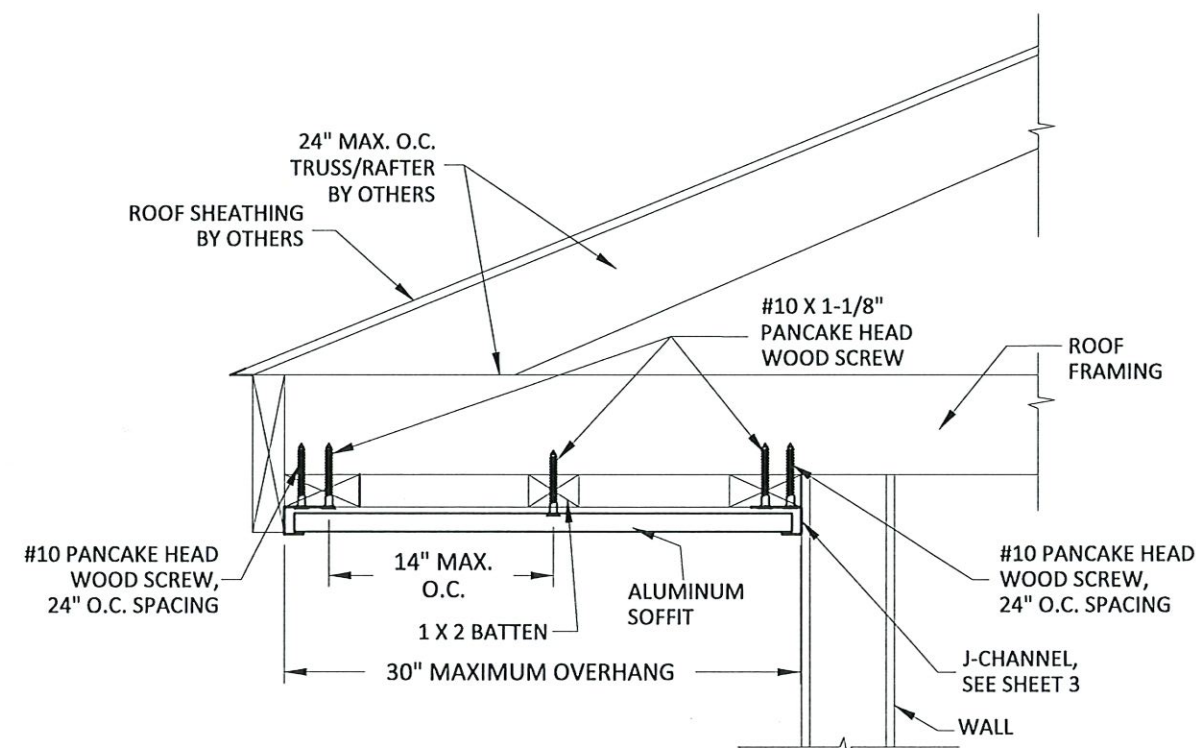 24" MAX. O.C.
TRUSS/RAFTER
BY OTHERS
ROOF SHEATHING
BY OTHERS
#10 X 1-1/8"
PANCAKE HEAD
WOOD SCREW
ROOF
FRAMING
#10 PANCAKE HEAD
WOOD SCREW,
24" O.C. SPACING
14" MAX.
O.C.
1 X 2 BATTEN
ALUMINUM
SOFFIT
30" MAXIMUM OVERHANG
#10 PANCAKE HEAD
WOOD SCREW,
24" O.C. SPACING
J-CHANNEL,
SEE SHEET 3
WALL